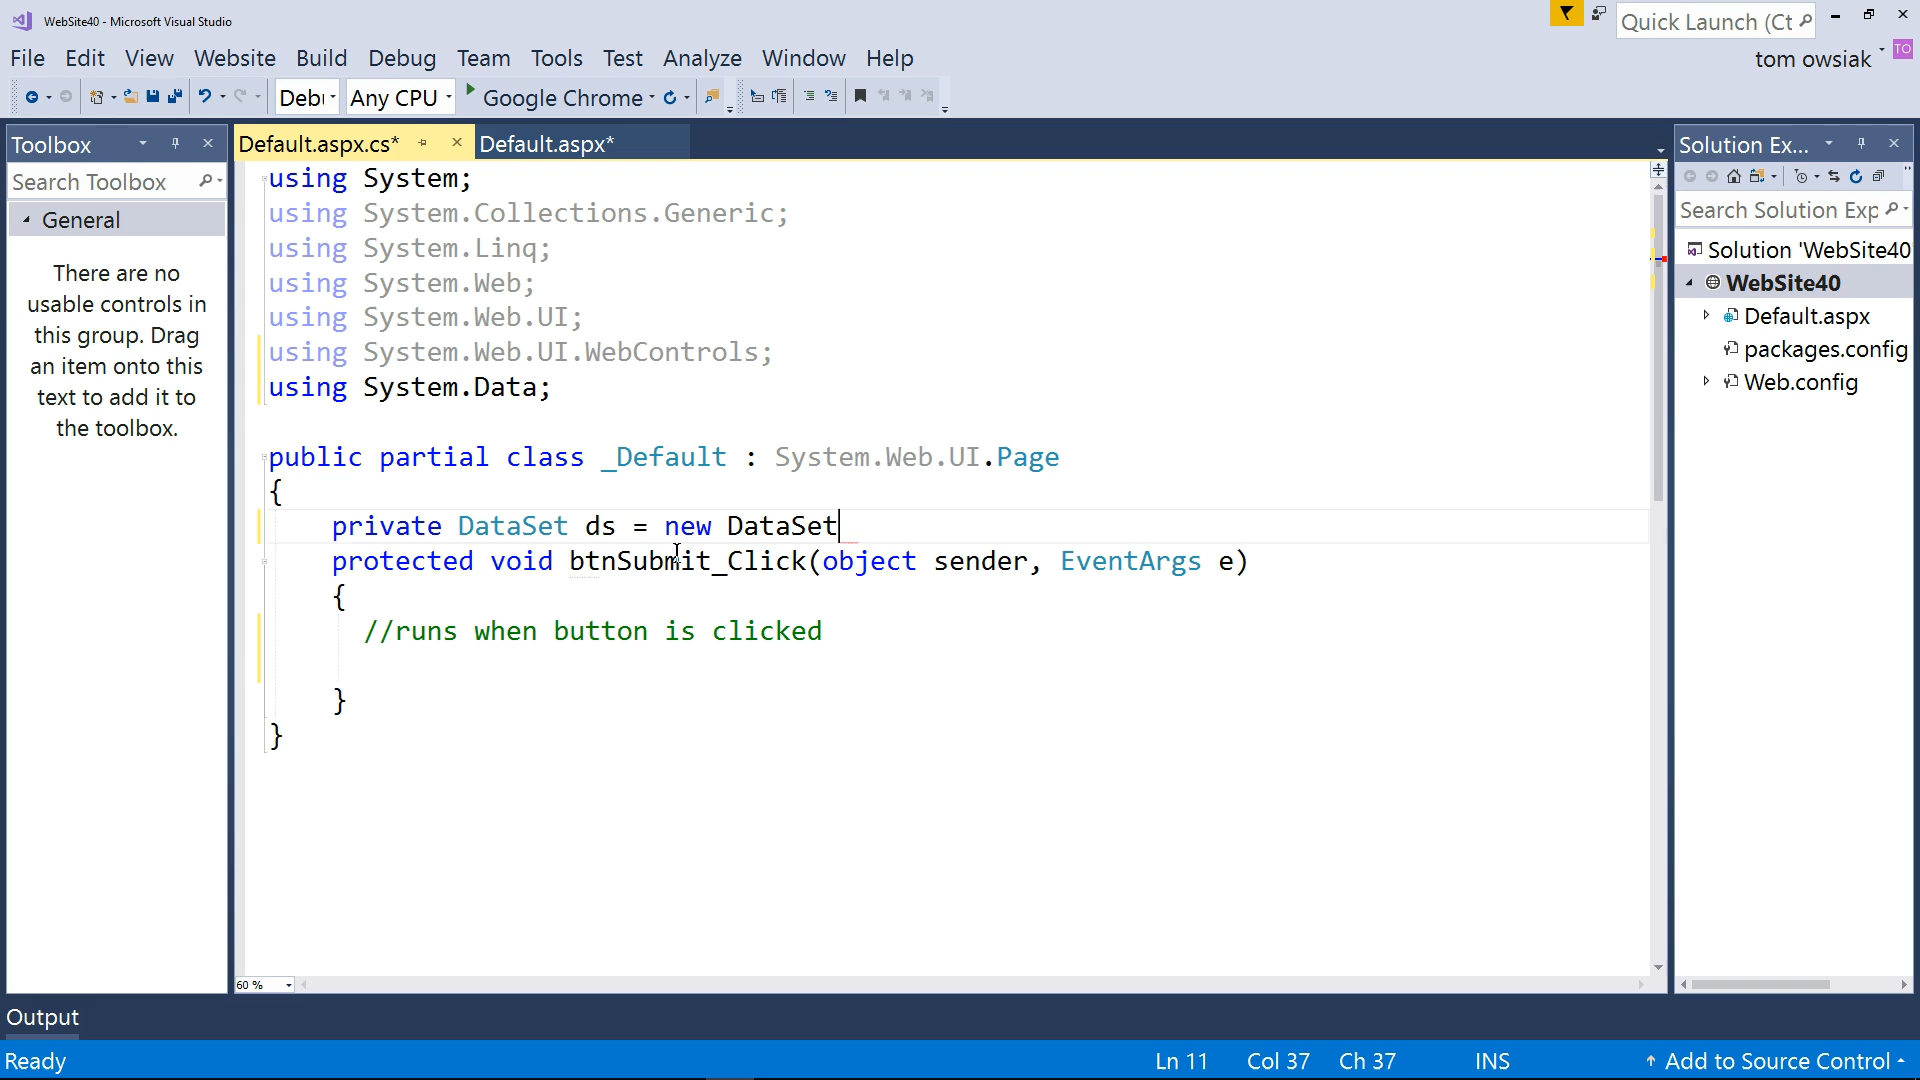 WebSite40 - Microsoft Visual Studio
Quick Launch (Ct
File Edit View Website Build Debug Team Tools Test Analyze Window Help
tom owsiak TO
Debu Any CPU Google Chrome
Toolbox
Search Toolbox
General
There are no
usable controls in
this group. Drag
an item onto this
text to add it to
the toolbox.
Default.aspx.cs* Default.aspx*
using System;
using System.Collections.Generic;
using System.Linq;
using System.Web;
using System.Web.UI;
using System.Web.UI.WebControls;
using System.Data;
public partial class _Default : System.Web.UI.Page
{
private DataSet ds = new DataSet
protected void btnSubmit_Click(object sender, EventArgs e)
{
//runs when button is clicked
}
}
60 %
Solution Ex...
Search Solution Exp
Solution 'WebSite40
WebSite40
Default.aspx
packages.config
Web.config
Output
Ready Ln 11 Col 37 Ch 37 INS Add to Source Control